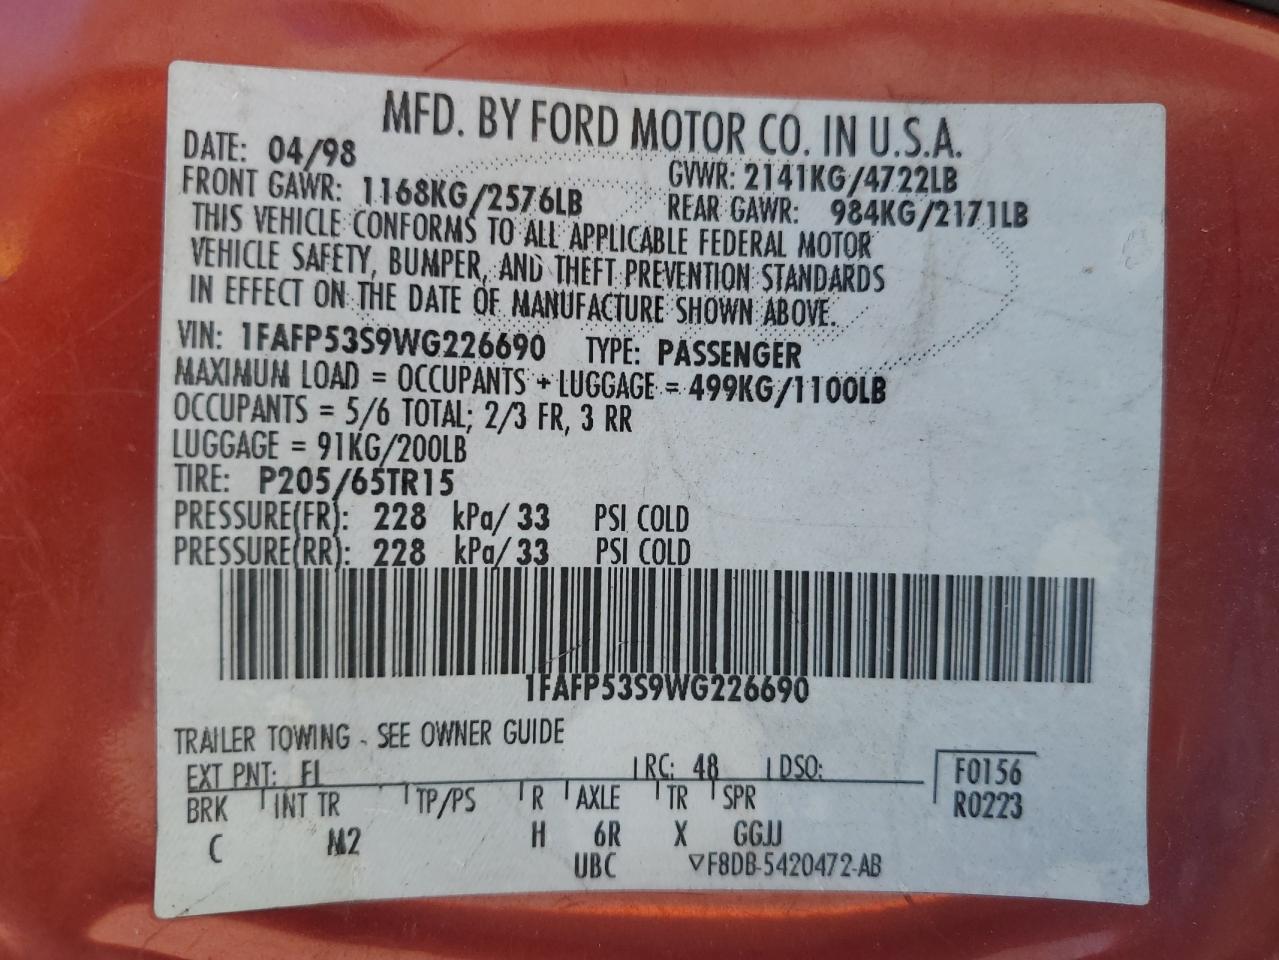 MFD. BY FORD MOTOR CO. IN U.S.A.
DATE: 04/98 GVWR: 2141KG/4722LB
FRONT GAWR: 1168KG/2576LB REAR GAWR: 984KG/2171LB
THIS VEHICLE CONFORMS TO ALL APPLICABLE FEDERAL MOTOR
VEHICLE SAFETY, BUMPER, AND THEFT PREVENTION STANDARDS
IN EFFECT ON THE DATE OF MANUFACTURE SHOWN ABOVE.
VIN: 1FAFP53S9WG226690 TYPE: PASSENGER
MAXIMUM LOAD = OCCUPANTS + LUGGAGE = 499KG/1100LB
OCCUPANTS = 5/6 TOTAL; 2/3 FR, 3 RR
LUGGAGE = 91KG/200LB
TIRE: P205/65TR15
PRESSURE(FR): 228 kPa/ 33 PSI COLD
PRESSURE(RR): 228 kPa/ 33 PSI COLD
1FAFP53S9WG226690
TRAILER TOWING - SEE OWNER GUIDE
EXT PNT: FL RC: 48 DSO: F0156
BRK INT TR TP/PS R AXLE TR SPR R0223
C M2 H 6R X GGJJ
UBC ▽F8DB-5420472-AB